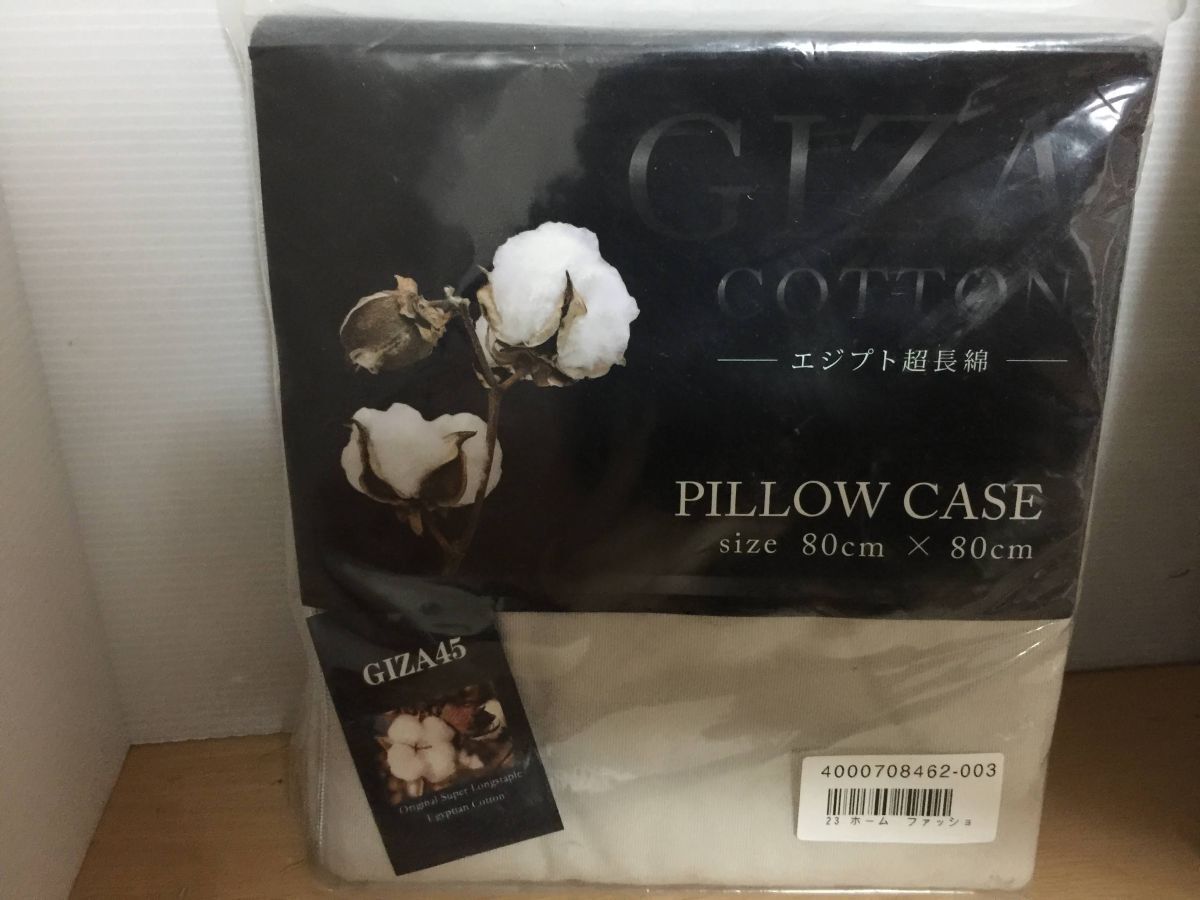 GIZA
COTTON
エジプト超長綿
PILLOW CASE
size 80cm × 80cm
GIZA45
Original Super Longstaple
Egyptian Cotton
4000708462-003
23 ホーム ファッショ